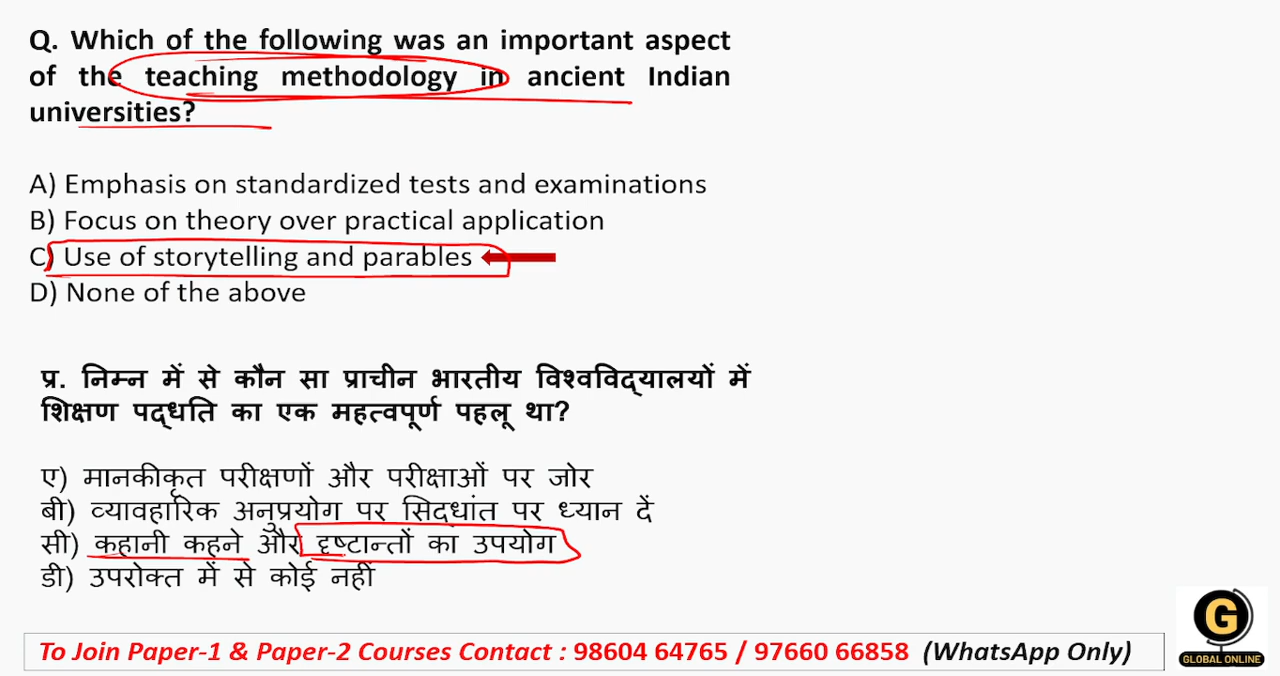 Q. Which of the following was an important aspect
of the teaching methodology in ancient Indian
universities?
A) Emphasis on standardized tests and examinations
B) Focus on theory over practical application
C) Use of storytelling and parables
D) None of the above
प्र. निम्न में से कौन सा प्राचीन भारतीय विश्वविद्यालयों में
शिक्षण पद्धति का एक महत्वपूर्ण पहलू था?
ए) मानकीकृत परीक्षणों और परीक्षाओं पर जोर
बी) व्यावहारिक अनुप्रयोग पर सिद्धांत पर ध्यान दें
सी) कहानी कहने और दृष्टान्तों का उपयोग
डी) उपरोक्त में से कोई नहीं
To Join Paper-1 & Paper-2 Courses Contact : 98604 64765 / 97660 66858 (WhatsApp Only)
G
GLOBAL ONLINE